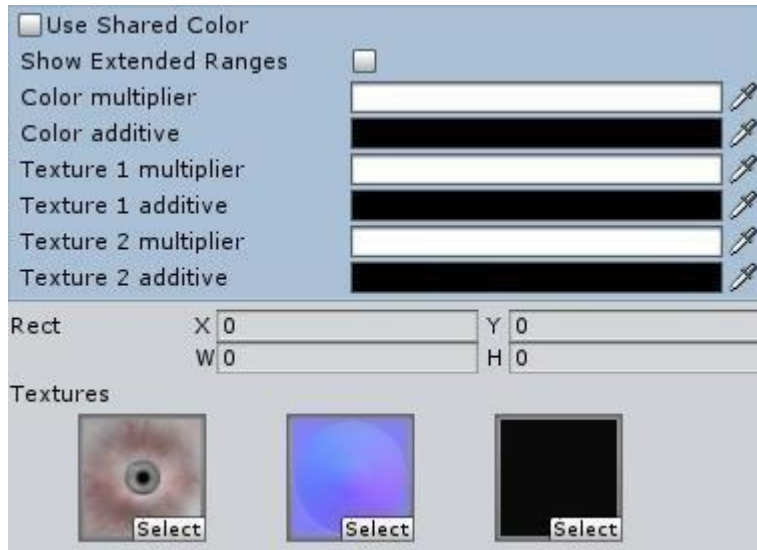 Use Shared Color
Show Extended Ranges
Color multiplier
Color additive
Texture 1 multiplier
Texture 1 additive
Texture 2 multiplier
Texture 2 additive
Rect X 0 Y 0
W 0 H 0
Textures
Select Select Select